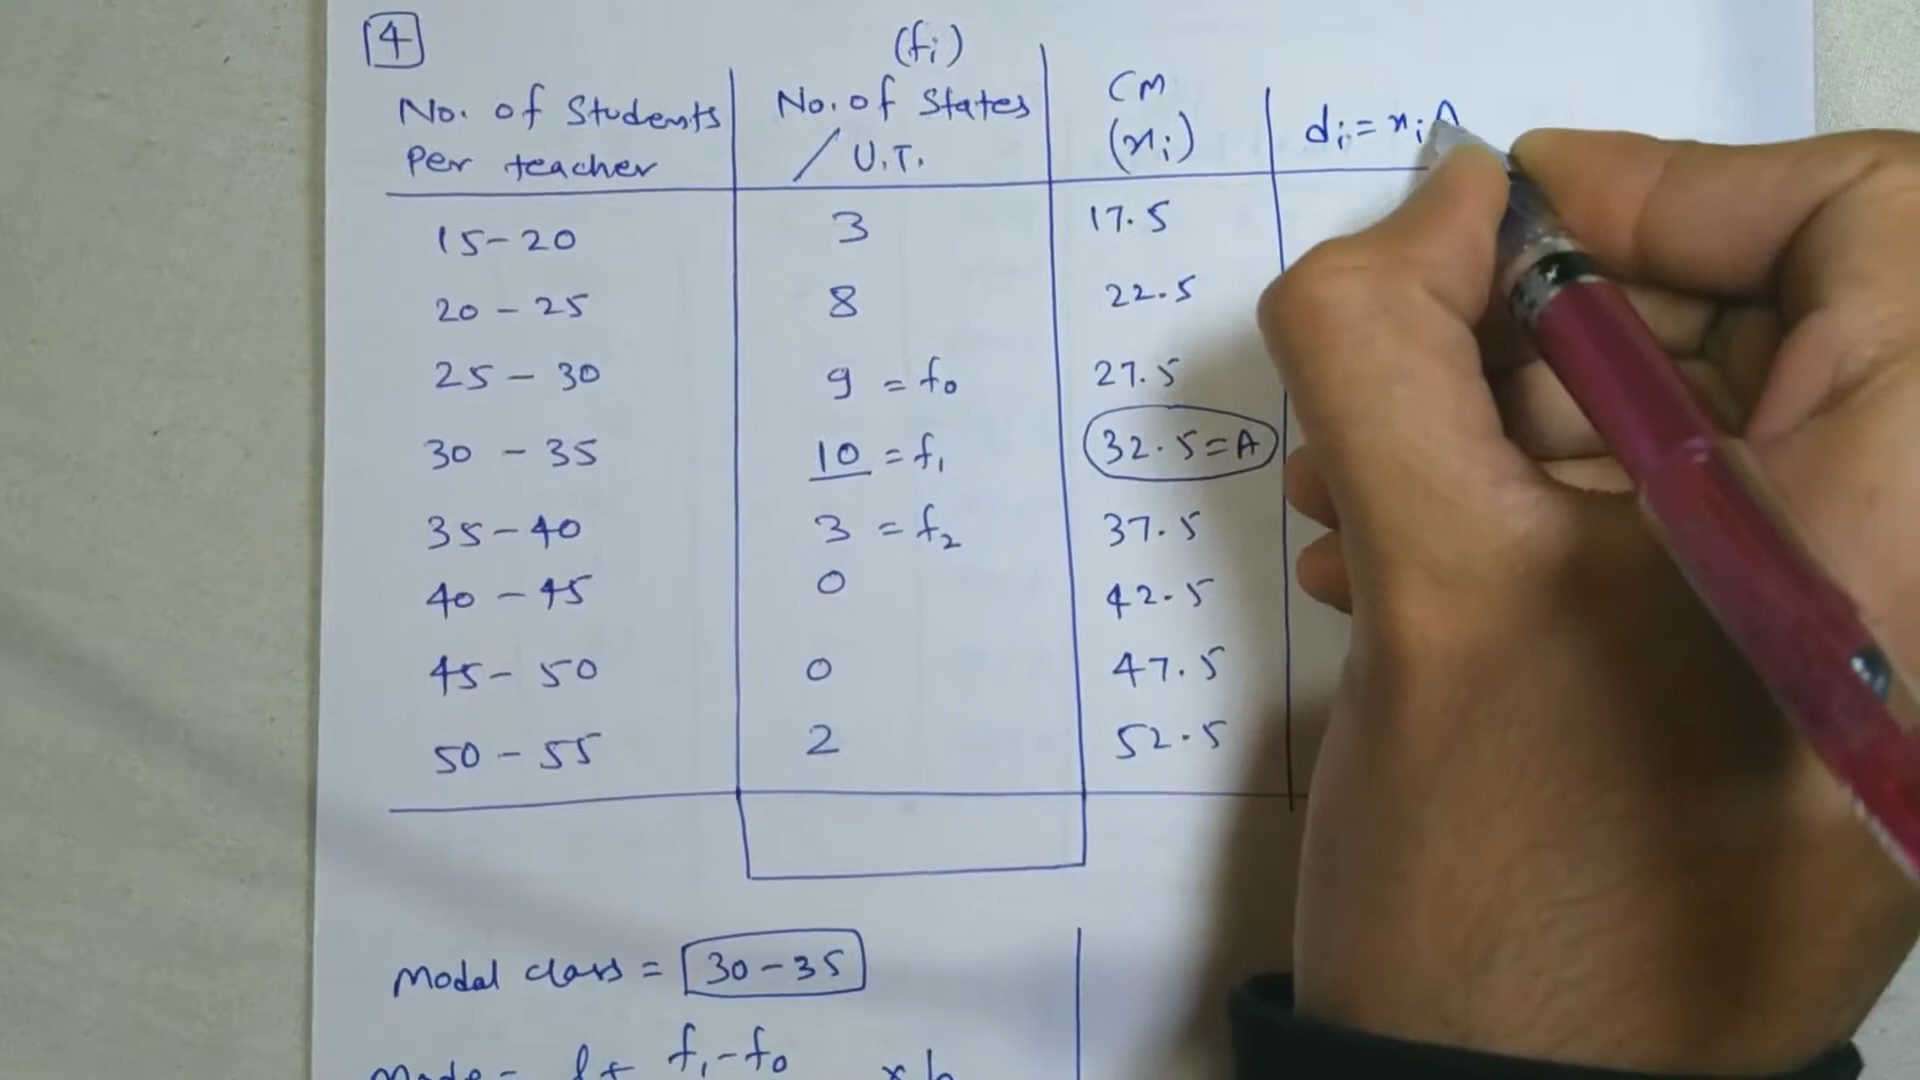 4
(fi)
No. of Students Per teacher
No. of States / U.T.
CM (xi)
di = xi A
15-20 3 17.5
20-25 8 22.5
25-30 9 = f0 27.5
30-35 10 = f1 32.5=A
35-40 3 = f2 37.5
40-45 0 42.5
45-50 0 47.5
50-55 2 52.5
Modal class = 30-35
f1-f0
Mode = l + x h